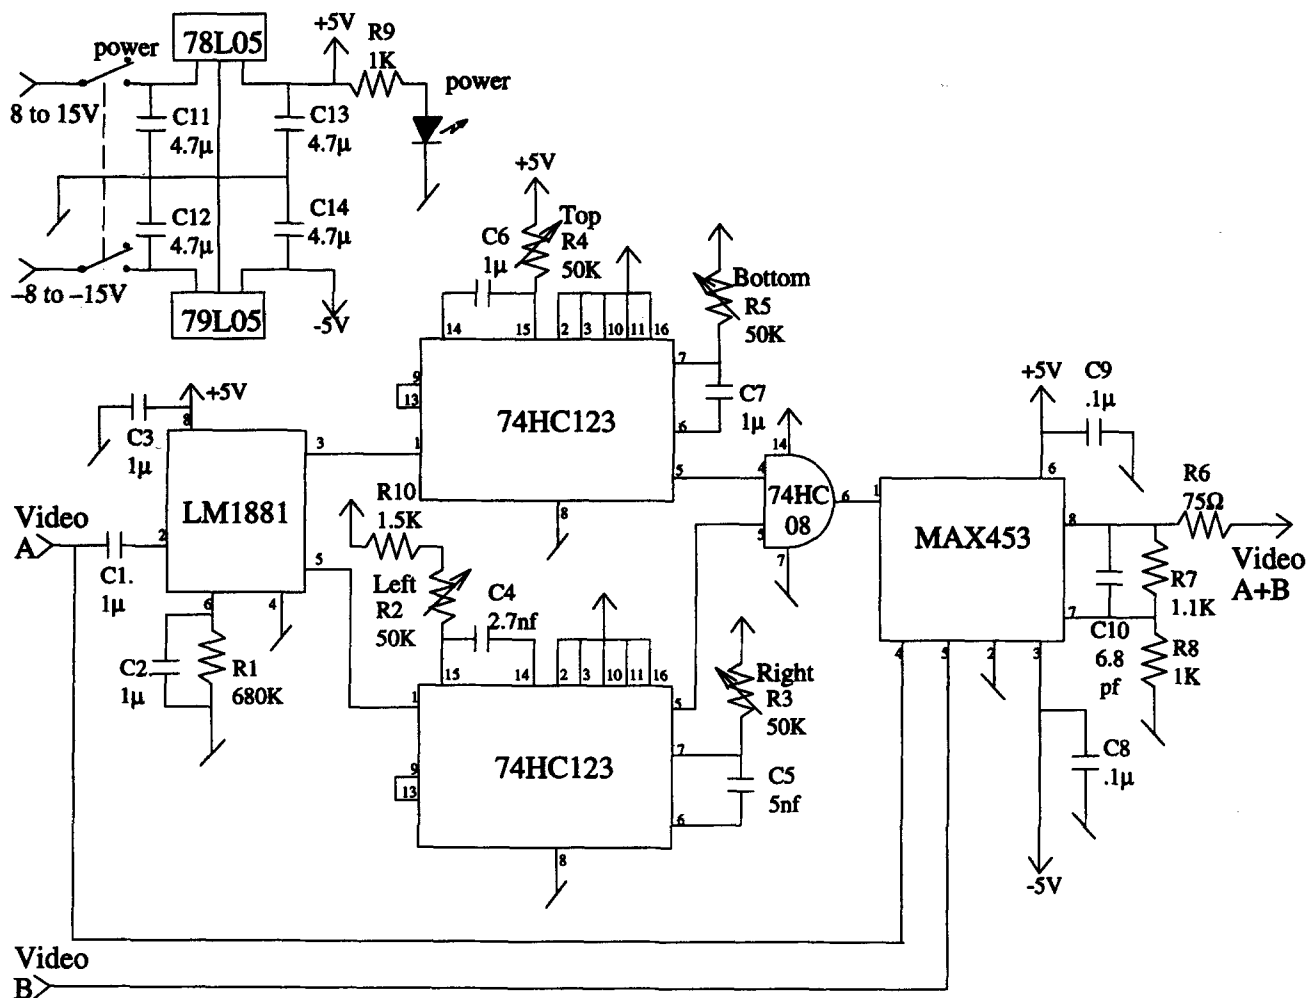 power
78L05
+5V
R9
1K
power
8 to 15V
C11
4.7μ
C13
4.7μ
C12
4.7μ
C14
4.7μ
–8 to –15V
79L05
-5V
+5V
C6
1μ
Top
R4
50K
Bottom
R5
50K
14
15
2
3
10
11
16
9
13
74HC123
1
7
6
5
8
C7
1μ
+5V
8
C3
1μ
LM1881
3
5
2
6
4
Video
A
C1.
1μ
C2
1μ
R1
680K
R10
1.5K
Left
R2
50K
C4
2.7nf
15
14
2
3
10
11
16
1
9
13
74HC123
5
7
6
8
Right
R3
50K
C5
5nf
14
4
5
74HC
08
6
7
+5V
C9
.1μ
6
1
MAX453
8
7
4
5
2
3
R6
75Ω
Video
A+B
R7
1.1K
C10
6.8
pf
R8
1K
C8
.1μ
-5V
Video
B